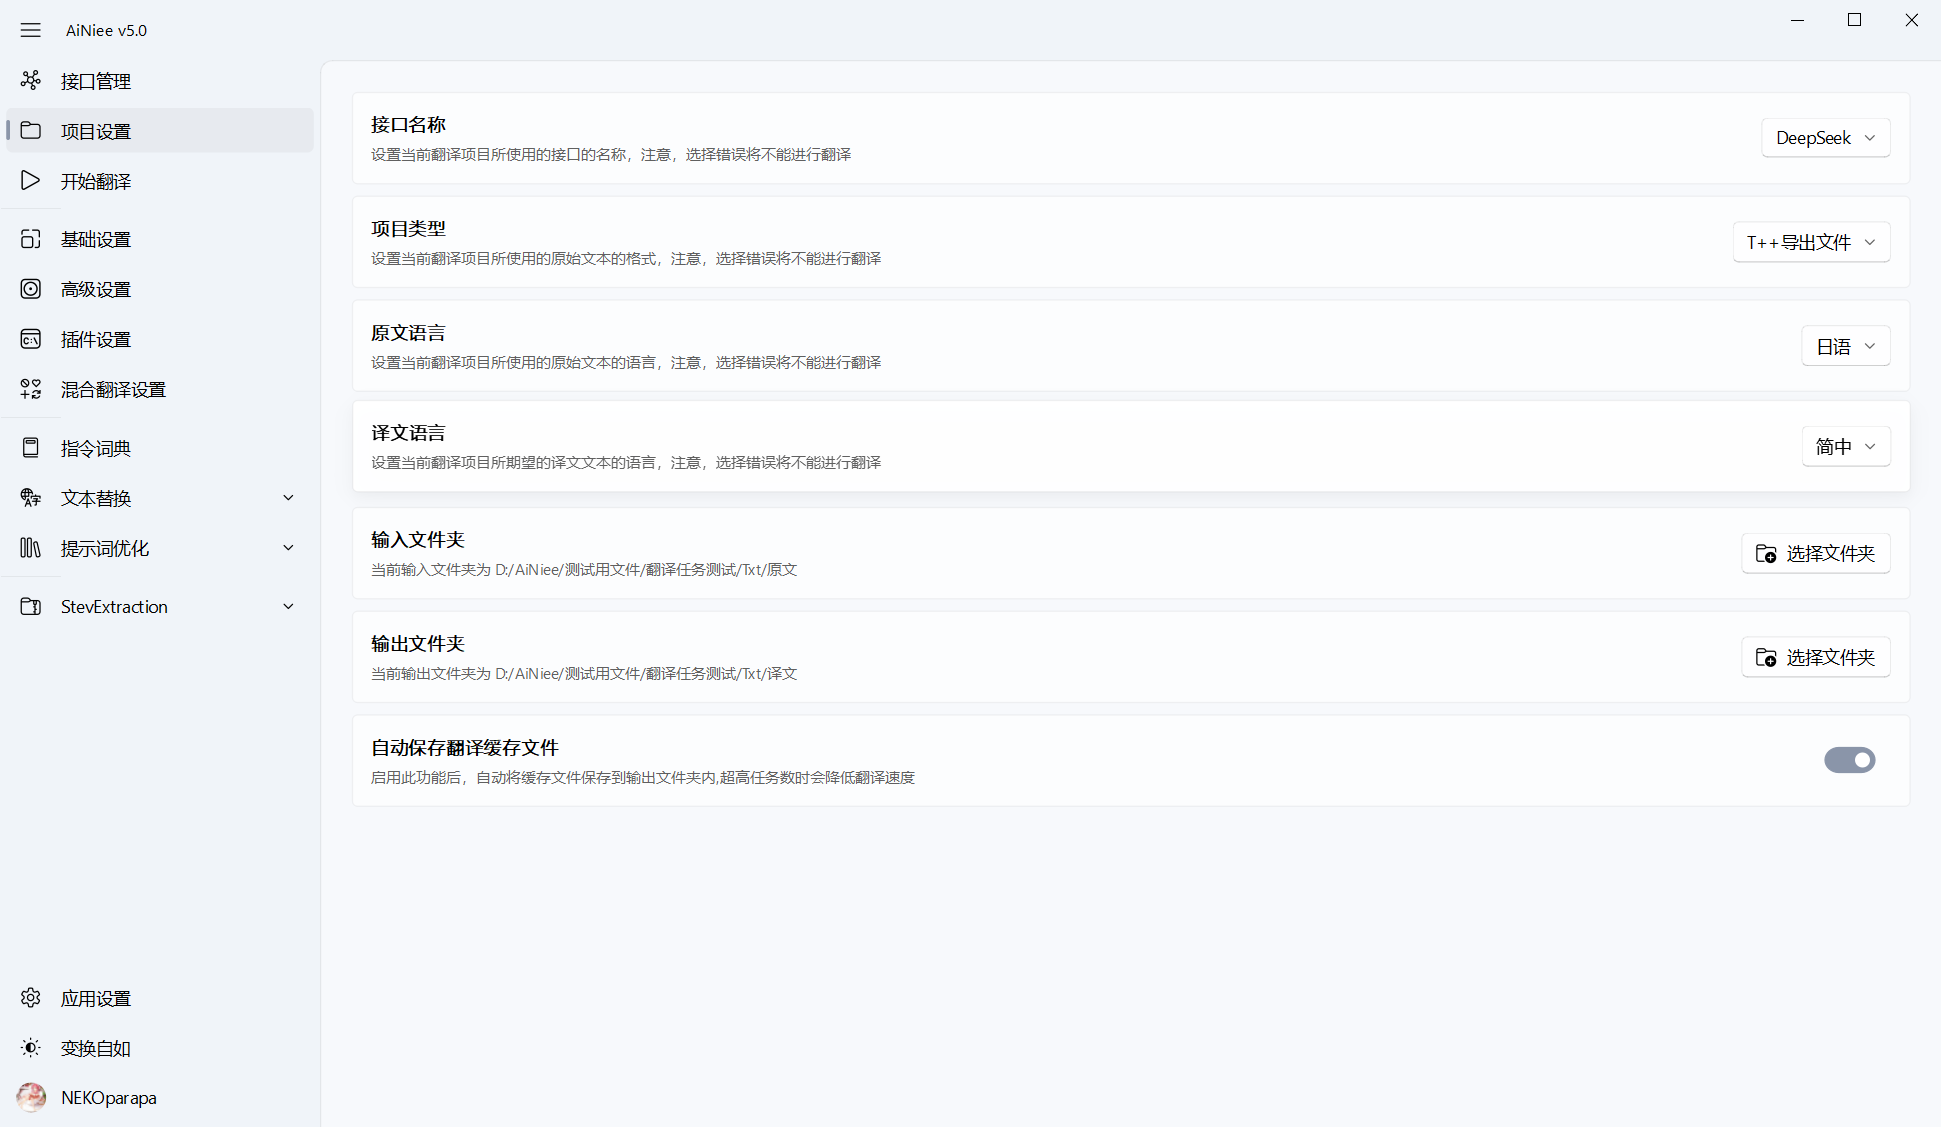 AiNiee v5.0
接口管理
项目设置
开始翻译
基础设置
高级设置
插件设置
混合翻译设置
指令词典
文本替换
提示词优化
StevExtraction
应用设置
变换自如
NEKOparapa
接口名称
设置当前翻译项目所使用的接口的名称，注意，选择错误将不能进行翻译
DeepSeek
项目类型
设置当前翻译项目所使用的原始文本的格式，注意，选择错误将不能进行翻译
T++导出文件
原文语言
设置当前翻译项目所使用的原始文本的语言，注意，选择错误将不能进行翻译
日语
译文语言
设置当前翻译项目所期望的译文文本的语言，注意，选择错误将不能进行翻译
简中
输入文件夹
当前输入文件夹为 D:/AiNiee/测试用文件/翻译任务测试/Txt/原文
选择文件夹
输出文件夹
当前输出文件夹为 D:/AiNiee/测试用文件/翻译任务测试/Txt/译文
选择文件夹
自动保存翻译缓存文件
启用此功能后，自动将缓存文件保存到输出文件夹内,超高任务数时会降低翻译速度